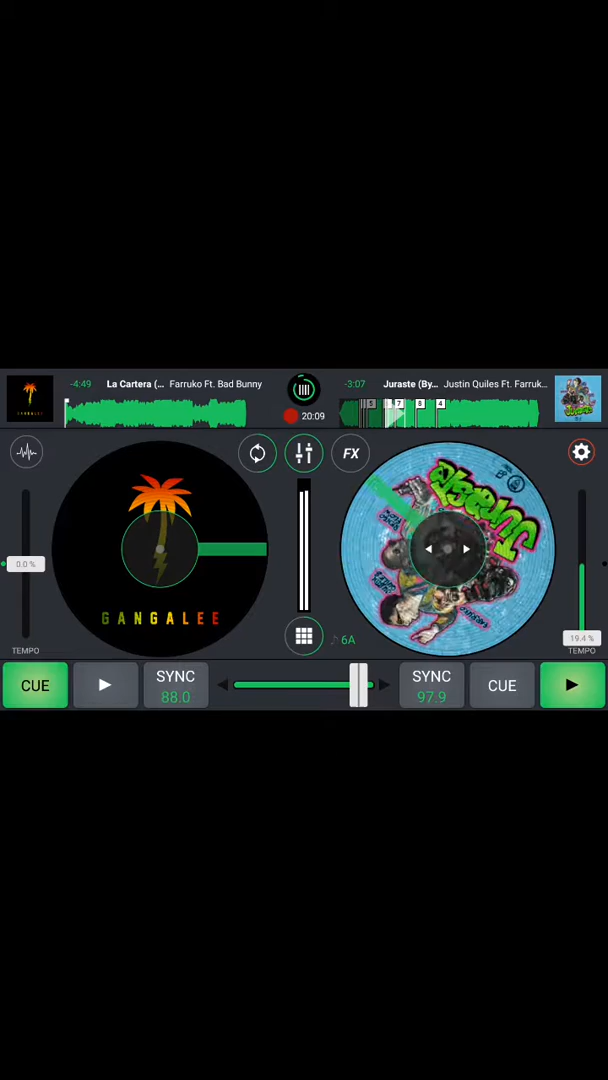 -4:49 La Cartera (... Farruko Ft. Bad Bunny
20:09
-3:07 Juraste (By... Justin Quiles Ft. Farruk...
5 7 8 4
GANGALEE
FX
GANGALEE
0.0 %
TEMPO
6A
19.4 %
TEMPO
CUE
SYNC
88.0
SYNC
97.9
CUE